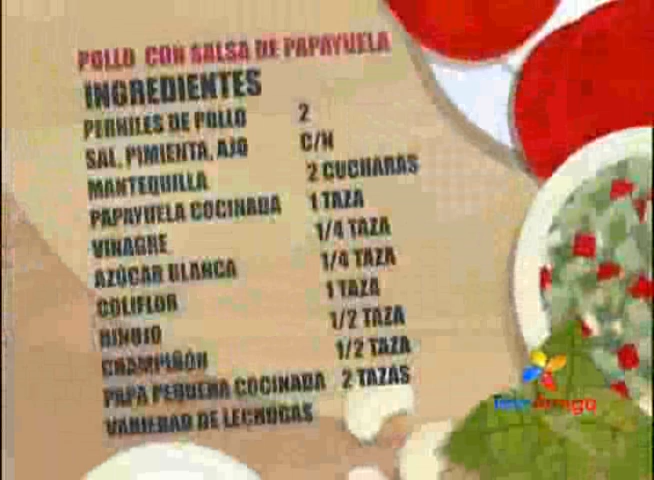 POLLO CON SALSA DE PAPAYUELA
INGREDIENTES
PERNILES DE POLLO 2
SAL, PIMIENTA, AJO C/N
MANTEQUILLA 2 CUCHARAS
PAPAYUELA COCINADA 1 TAZA
VINAGRE 1/4 TAZA
AZÚCAR BLANCA 1/4 TAZA
COLIFLOR 1 TAZA
HINOJO 1/2 TAZA
CHAMPIÑÓN 1/2 TAZA
PAPA PEQUEÑA COCINADA 2 TAZAS
VARIEDAD DE LECHUGAS